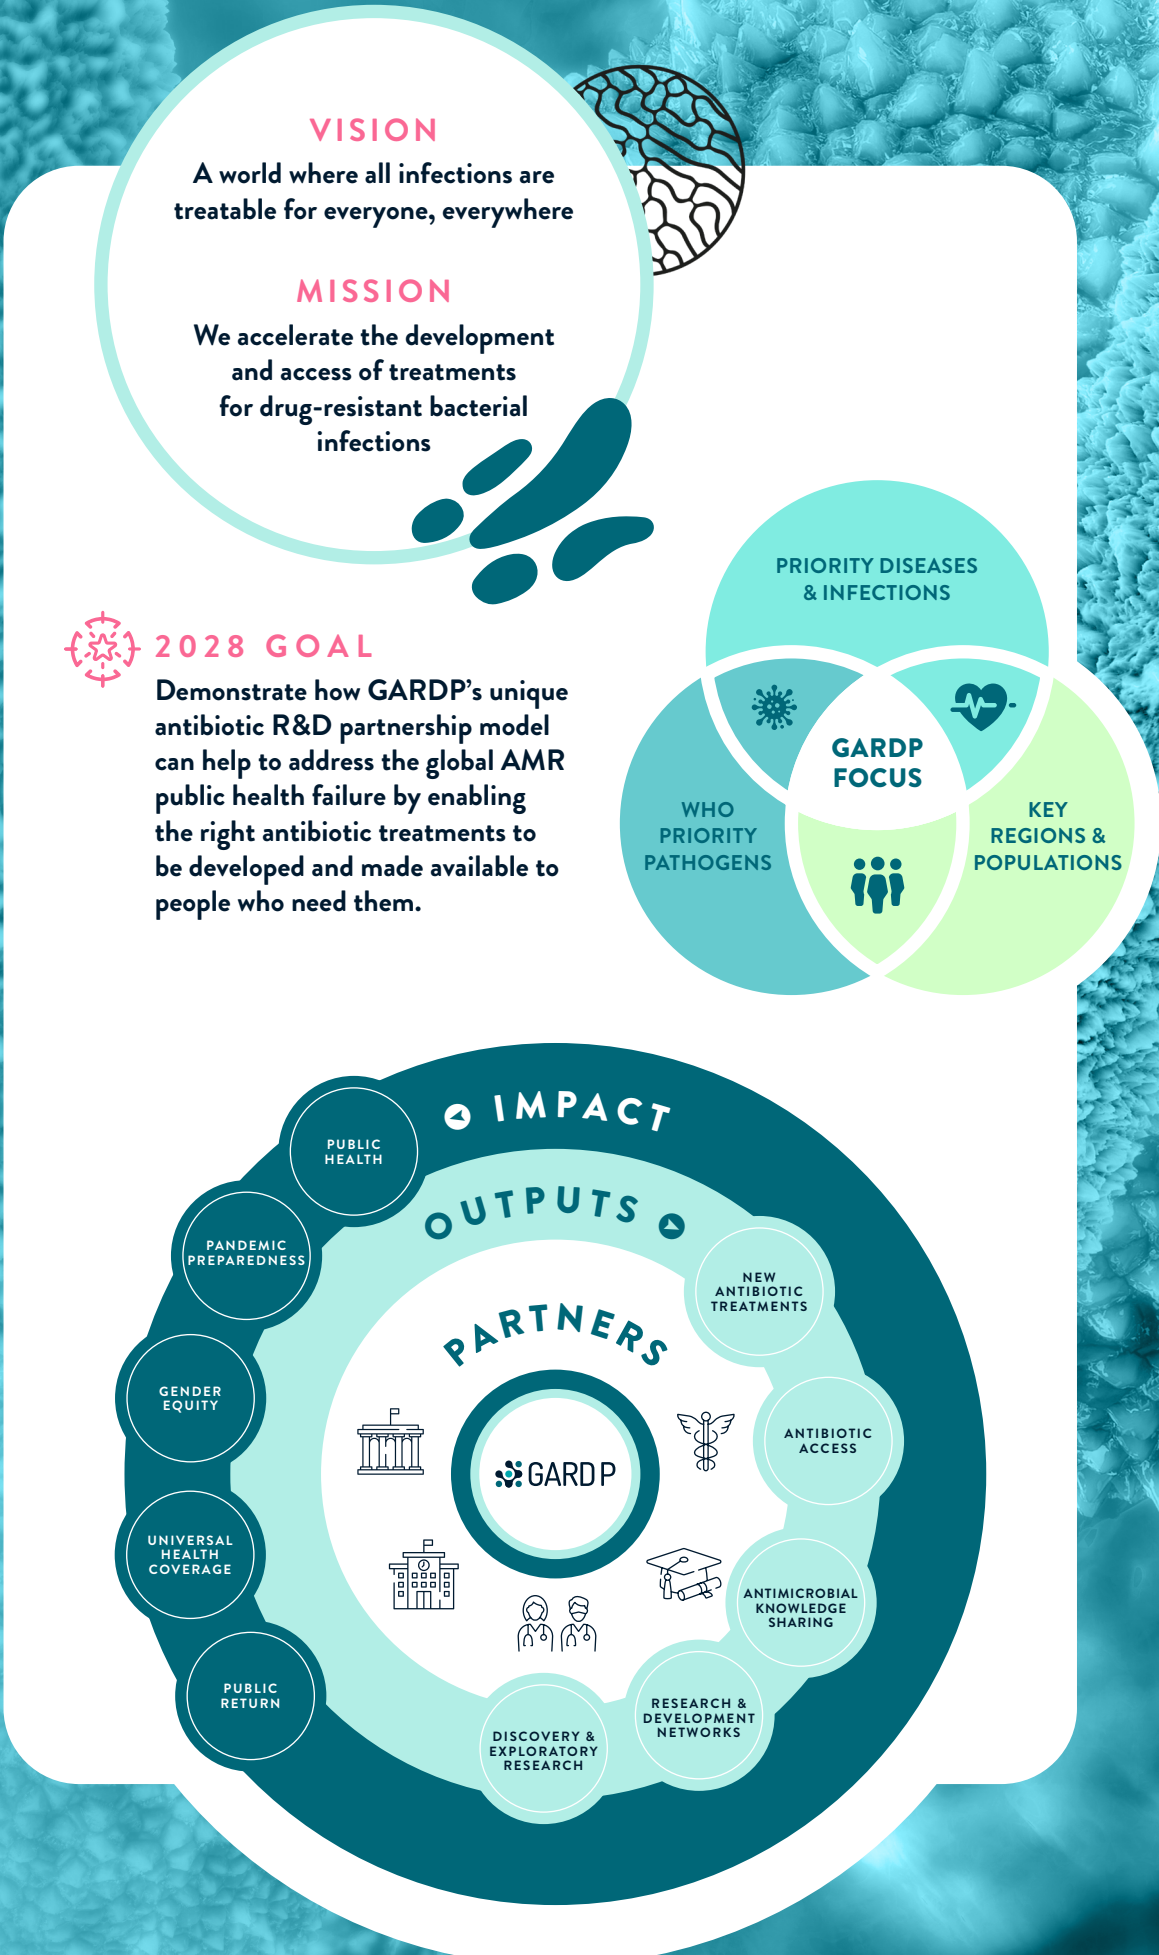 VISION
A world where all infections are
treatable for everyone, everywhere
MISSION
We accelerate the development
and access of treatments
for drug-resistant bacterial
infections
2028 GOAL
Demonstrate how GARDP’s unique
antibiotic R&D partnership model
can help to address the global AMR
public health failure by enabling
the right antibiotic treatments to
be developed and made available to
people who need them.
PRIORITY DISEASES
& INFECTIONS
GARDP
FOCUS
WHO
PRIORITY
PATHOGENS
KEY
REGIONS &
POPULATIONS
IMPACT
PUBLIC
HEALTH
PANDEMIC
PREPAREDNESS
GENDER
EQUITY
UNIVERSAL
HEALTH
COVERAGE
PUBLIC
RETURN
OUTPUTS
NEW
ANTIBIOTIC
TREATMENTS
ANTIBIOTIC
ACCESS
ANTIMICROBIAL
KNOWLEDGE
SHARING
RESEARCH &
DEVELOPMENT
NETWORKS
DISCOVERY &
EXPLORATORY
RESEARCH
PARTNERS
GARDP